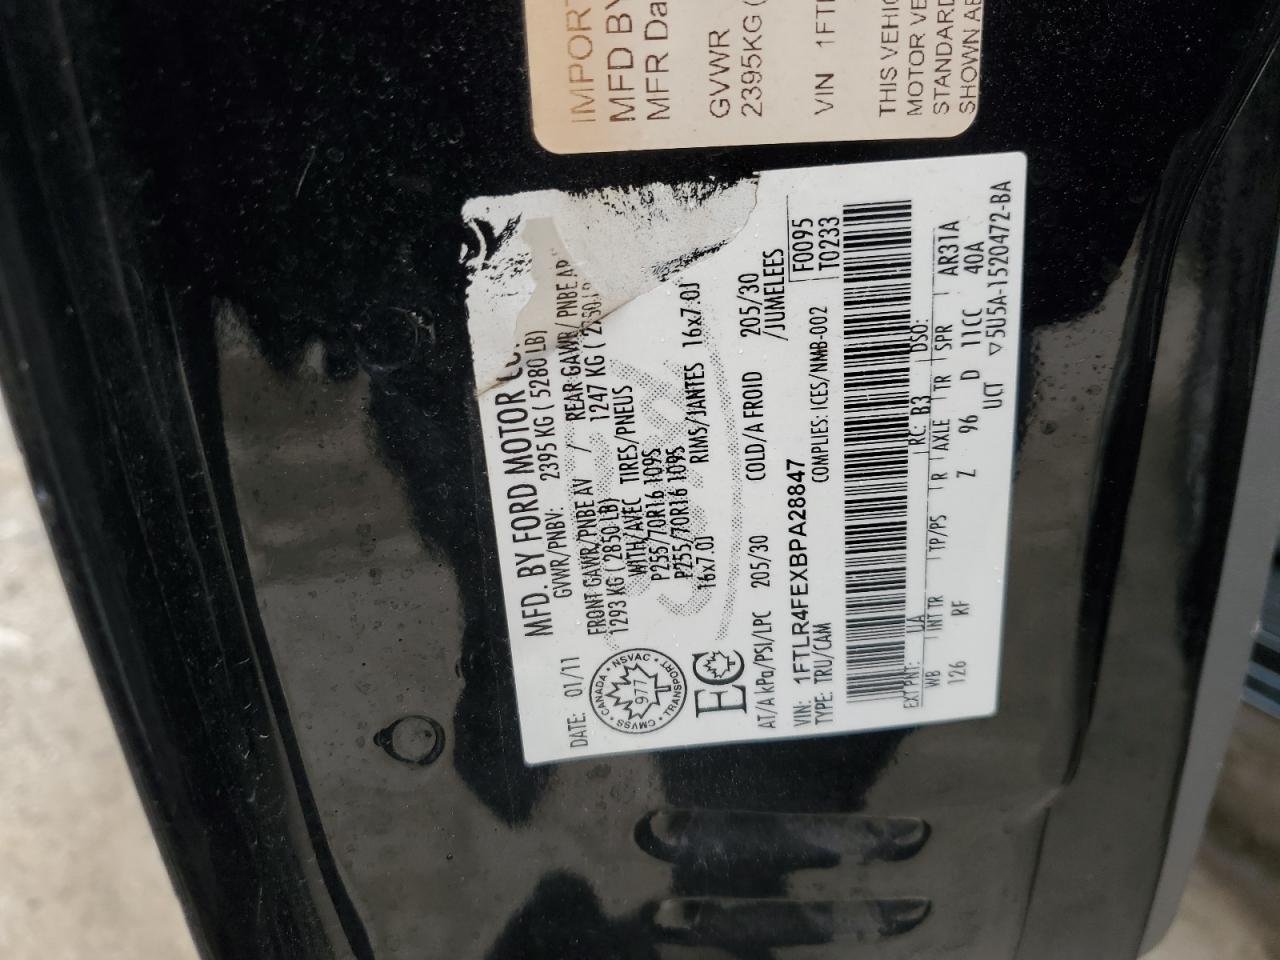 IMPORT
MFD BY
MFR Da
GVWR
2395KG (
VIN 1FT
THIS VEHIC
MOTOR VE
STANDARD
SHOWN AB
MFD. BY FORD MOTOR CO.
DATE: 01/11 GVWR/PNBV: 2395 KG ( 5280 LB)
FRONT GAWR/PNBE AV / REAR GAWR/ PNBE AR
1293 KG ( 2850 LB) 1247 KG ( 2750 LB
WITH/AVEC TIRES/PNEUS
P255/70R16 109S
P255/70R16 109S
16x7.0J RIMS/JANTES 16x7.0J
CANADA • NSVAC • TRANSPORT • CMVSS
977
EC
AT/A kPa/PSI/LPC 205/30 COLD/A FROID 205/30
/JUMELEES
VIN: 1FTLR4FEXBPA28847
TYPE: TRU/CAM COMPLIES: ICES/NMB-002
F0095
T0233
EXT PNT: UA RC: B3 DSO:
WB INT TR TP/PS R AXLE TR SPR AR31A
126 RF Z 96 D 1CC 40A
UCT ▽5U5A-1520472-BA